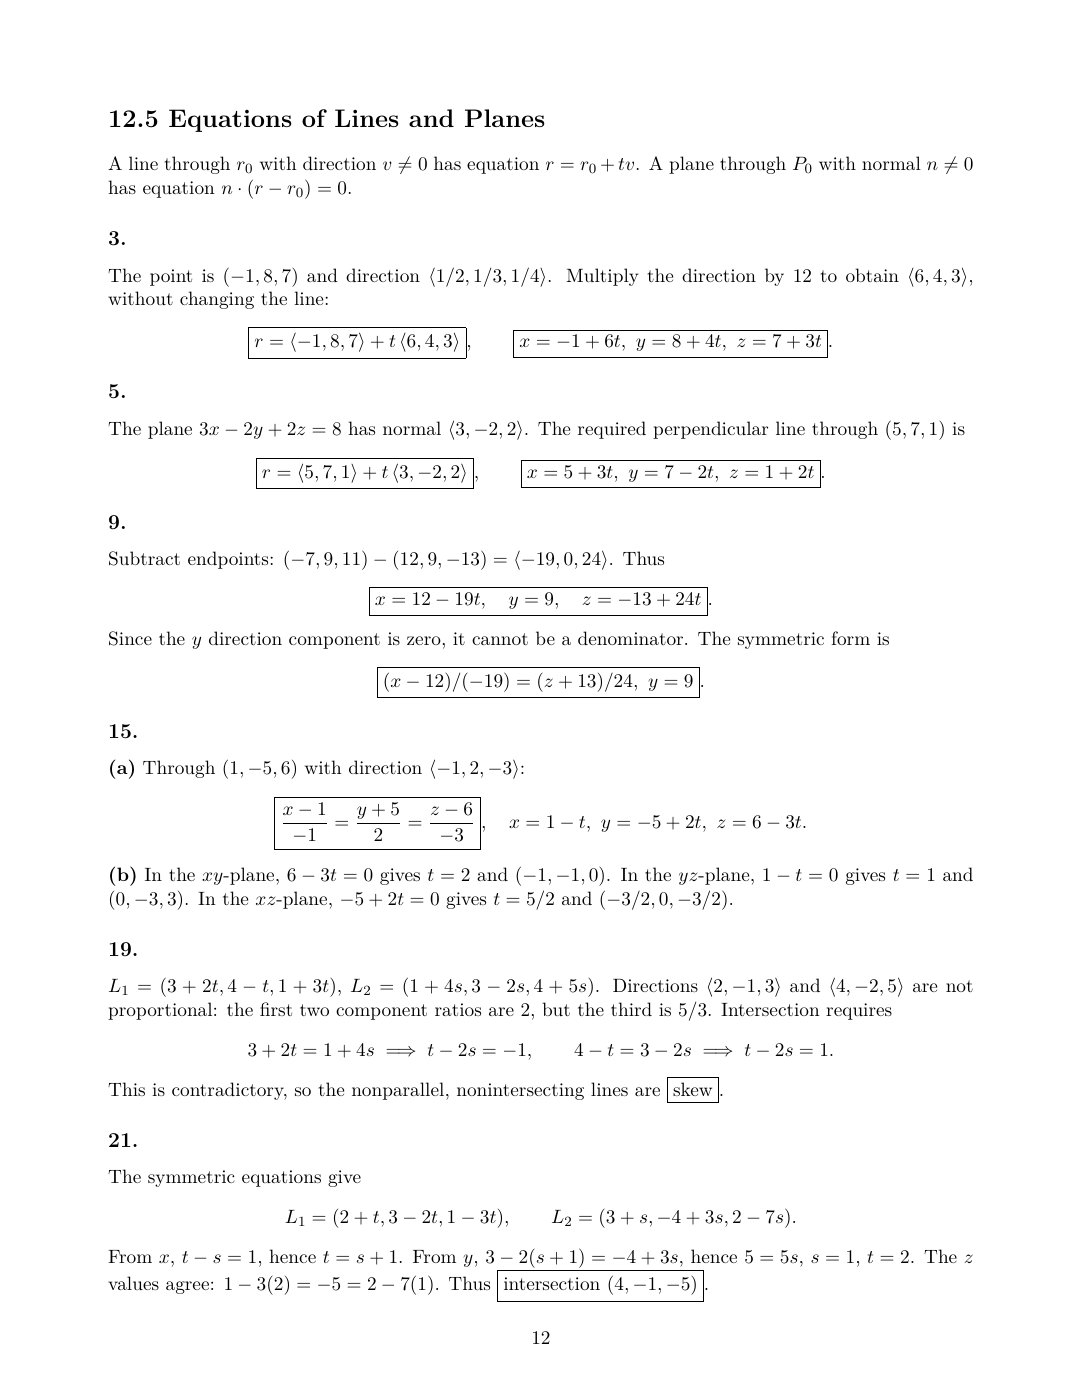 12.5 Equations of Lines and Planes
A line through r₀ with direction v ≠ 0 has equation r = r₀ + tv. A plane through P₀ with normal n ≠ 0
has equation n · (r − r₀) = 0.
3.
The point is (−1, 8, 7) and direction ⟨1/2, 1/3, 1/4⟩. Multiply the direction by 12 to obtain ⟨6, 4, 3⟩,
without changing the line:
r = ⟨−1, 8, 7⟩ + t ⟨6, 4, 3⟩, x = −1 + 6t, y = 8 + 4t, z = 7 + 3t.
5.
The plane 3x − 2y + 2z = 8 has normal ⟨3, −2, 2⟩. The required perpendicular line through (5, 7, 1) is
r = ⟨5, 7, 1⟩ + t ⟨3, −2, 2⟩, x = 5 + 3t, y = 7 − 2t, z = 1 + 2t.
9.
Subtract endpoints: (−7, 9, 11) − (12, 9, −13) = ⟨−19, 0, 24⟩. Thus
x = 12 − 19t, y = 9, z = −13 + 24t.
Since the y direction component is zero, it cannot be a denominator. The symmetric form is
(x − 12)/(−19) = (z + 13)/24, y = 9.
15.
(a) Through (1, −5, 6) with direction ⟨−1, 2, −3⟩:
(x − 1)/−1 = (y + 5)/2 = (z − 6)/−3, x = 1 − t, y = −5 + 2t, z = 6 − 3t.
(b) In the xy-plane, 6 − 3t = 0 gives t = 2 and (−1, −1, 0). In the yz-plane, 1 − t = 0 gives t = 1 and
(0, −3, 3). In the xz-plane, −5 + 2t = 0 gives t = 5/2 and (−3/2, 0, −3/2).
19.
L₁ = (3 + 2t, 4 − t, 1 + 3t), L₂ = (1 + 4s, 3 − 2s, 4 + 5s). Directions ⟨2, −1, 3⟩ and ⟨4, −2, 5⟩ are not
proportional: the first two component ratios are 2, but the third is 5/3. Intersection requires
3 + 2t = 1 + 4s ⟹ t − 2s = −1, 4 − t = 3 − 2s ⟹ t − 2s = 1.
This is contradictory, so the nonparallel, nonintersecting lines are skew.
21.
The symmetric equations give
L₁ = (2 + t, 3 − 2t, 1 − 3t), L₂ = (3 + s, −4 + 3s, 2 − 7s).
From x, t − s = 1, hence t = s + 1. From y, 3 − 2(s + 1) = −4 + 3s, hence 5 = 5s, s = 1, t = 2. The z
values agree: 1 − 3(2) = −5 = 2 − 7(1). Thus intersection (4, −1, −5).
12